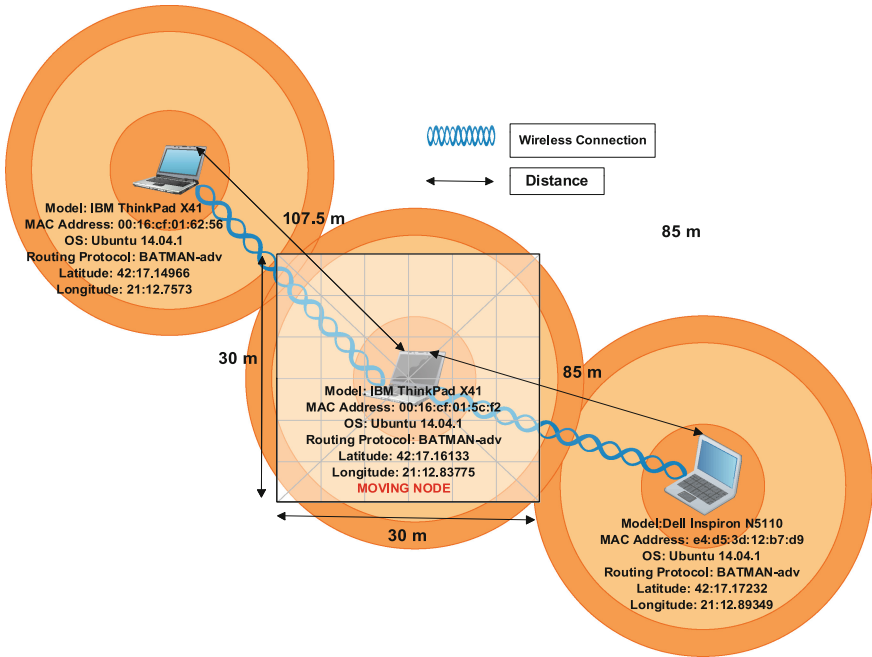 Wireless Connection
Distance
Model: IBM ThinkPad X41
MAC Address: 00:16:cf:01:62:56
OS: Ubuntu 14.04.1
Routing Protocol: BATMAN-adv
Latitude: 42:17.14966
Longitude: 21:12.7573
107.5 m
85 m
30 m
85 m
Model: IBM ThinkPad X41
MAC Address: 00:16:cf:01:5c:f2
OS: Ubuntu 14.04.1
Routing Protocol: BATMAN-adv
Latitude: 42:17.16133
Longitude: 21:12.83775
MOVING NODE
30 m
Model:Dell Inspiron N5110
MAC Address: e4:d5:3d:12:b7:d9
OS: Ubuntu 14.04.1
Routing Protocol: BATMAN-adv
Latitude: 42:17.17232
Longitude: 21:12.89349